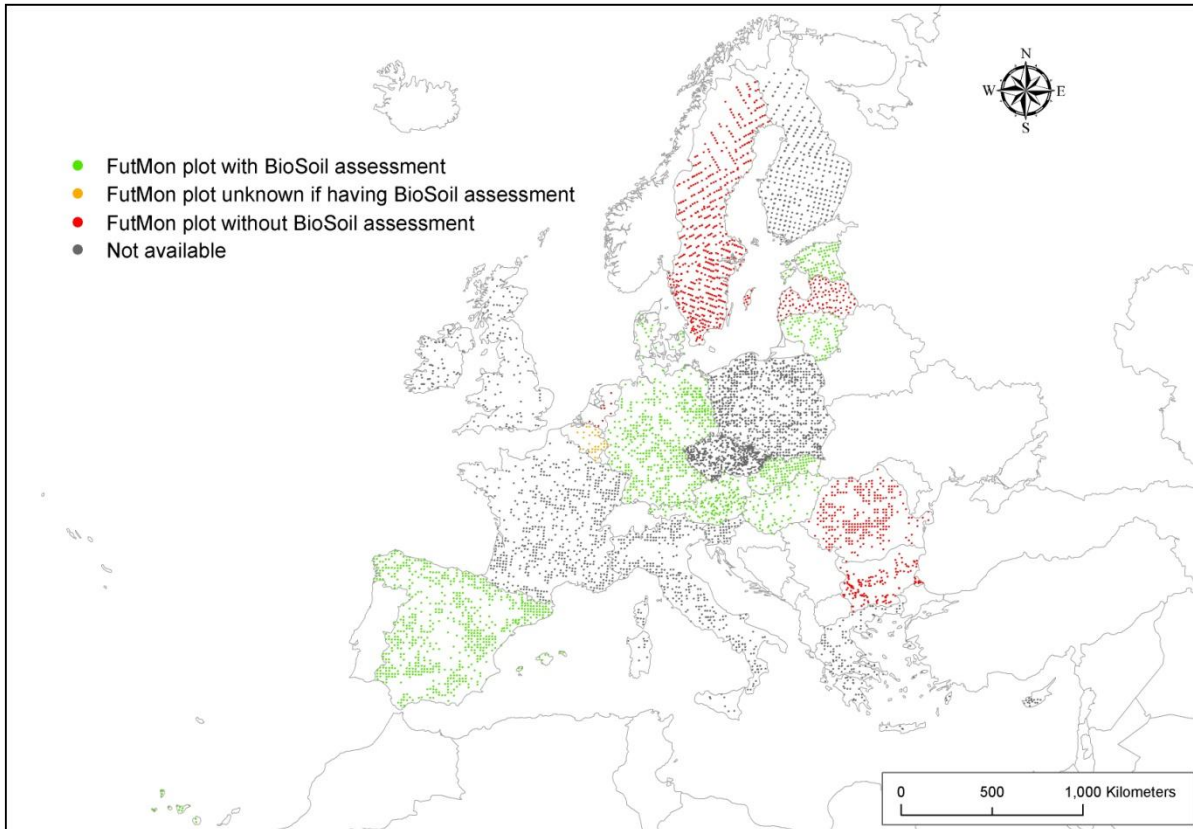 N
W E
S
FutMon plot with BioSoil assessment
FutMon plot unknown if having BioSoil assessment
FutMon plot without BioSoil assessment
Not available
0 500 1,000 Kilometers